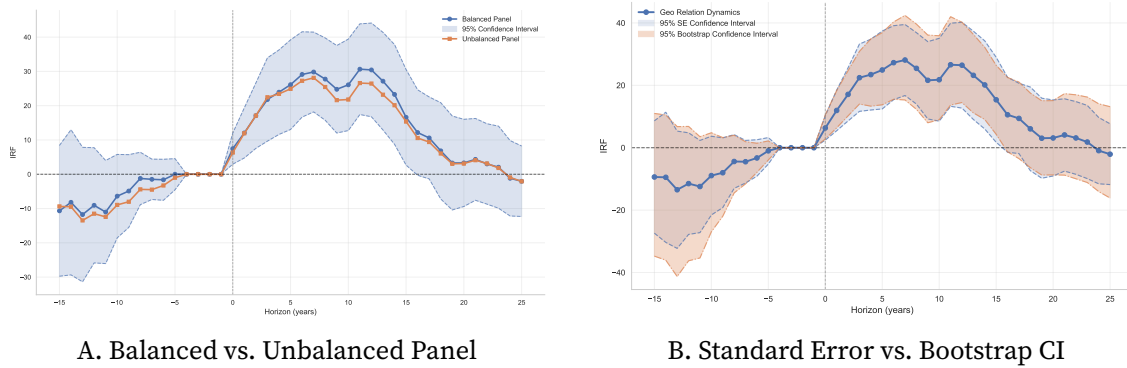 Balanced Panel
95% Confidence Interval
Unbalanced Panel
40
30
20
10
0
−10
−20
−30
IRF
−15
−10
−5
0
5
10
15
20
25
Horizon (years)
A. Balanced vs. Unbalanced Panel
Geo Relation Dynamics
95% SE Confidence Interval
95% Bootstrap Confidence Interval
40
20
0
−20
−40
IRF
−15
−10
−5
0
5
10
15
20
25
Horizon (years)
B. Standard Error vs. Bootstrap CI